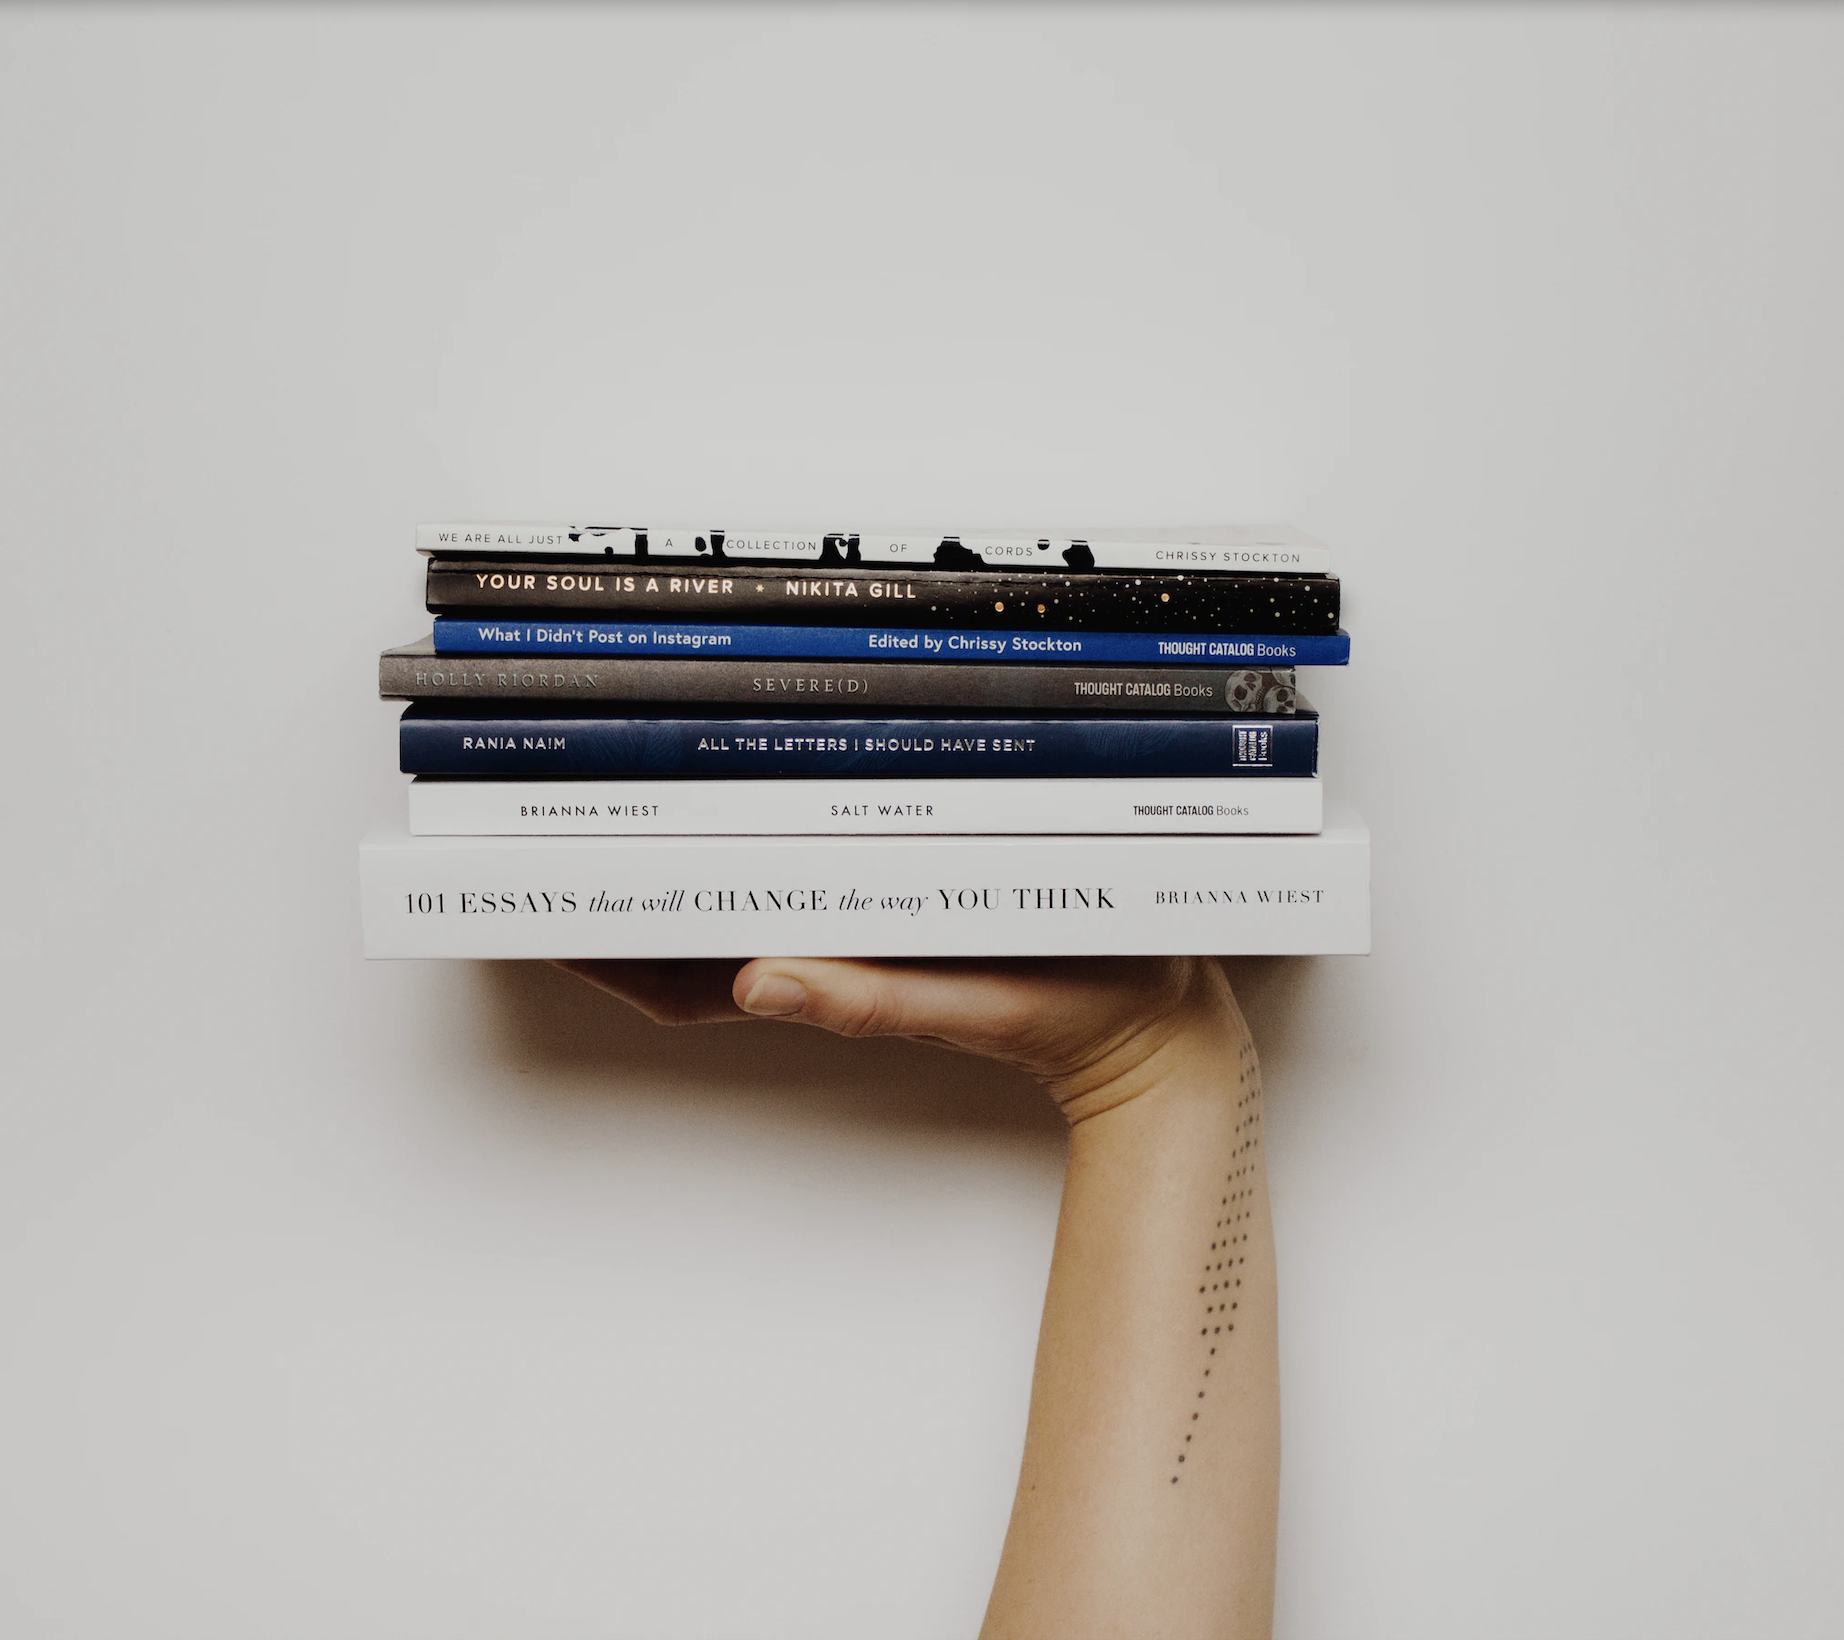 WE ARE ALL JUST A COLLECTION OF CORDS CHRISSY STOCKTON
YOUR SOUL IS A RIVER * NIKITA GILL
What I Didn't Post on Instagram Edited by Chrissy Stockton THOUGHT CATALOG Books
HOLLY RIORDAN SEVERE(D) THOUGHT CATALOG Books
RANIA NAIM ALL THE LETTERS I SHOULD HAVE SENT THOUGHT CATALOG Books
BRIANNA WIEST SALT WATER THOUGHT CATALOG Books
101 ESSAYS that will CHANGE the way YOU THINK BRIANNA WIEST